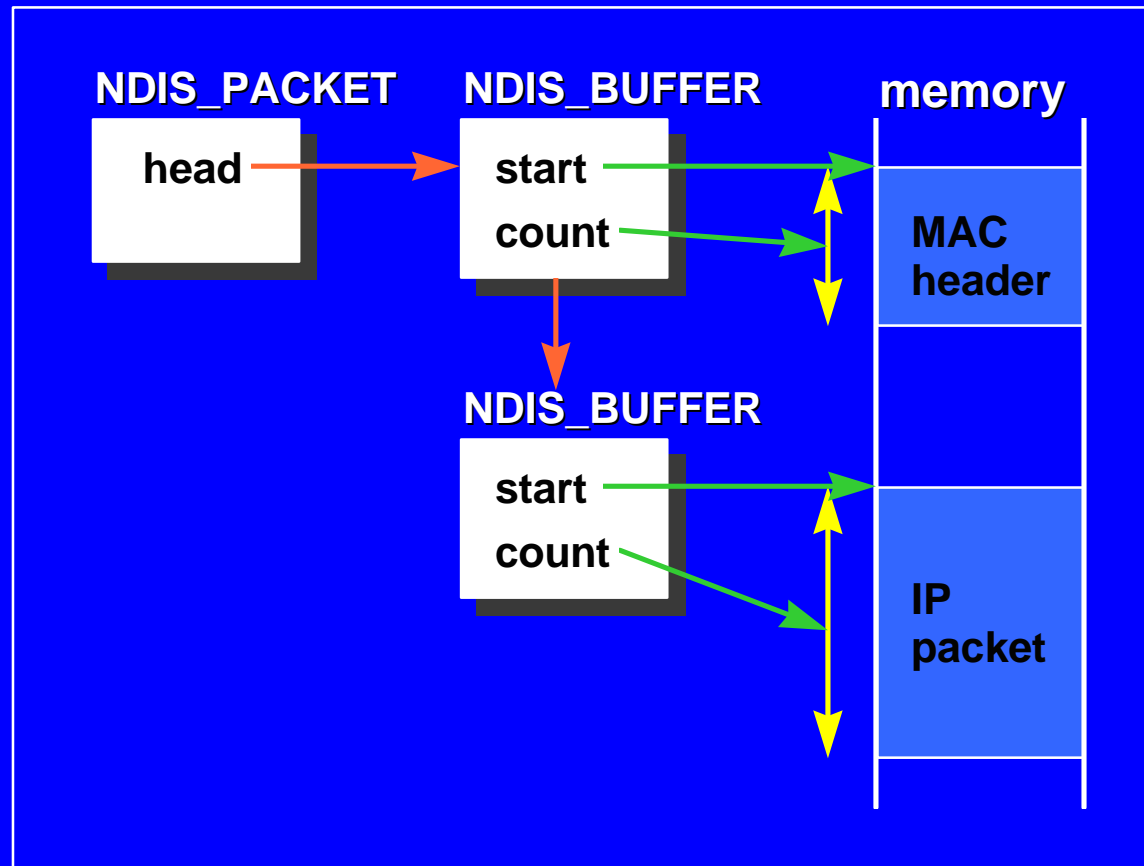 NDIS_PACKET
NDIS_BUFFER
memory
head
start
count
MAC
header
NDIS_BUFFER
start
count
IP
packet